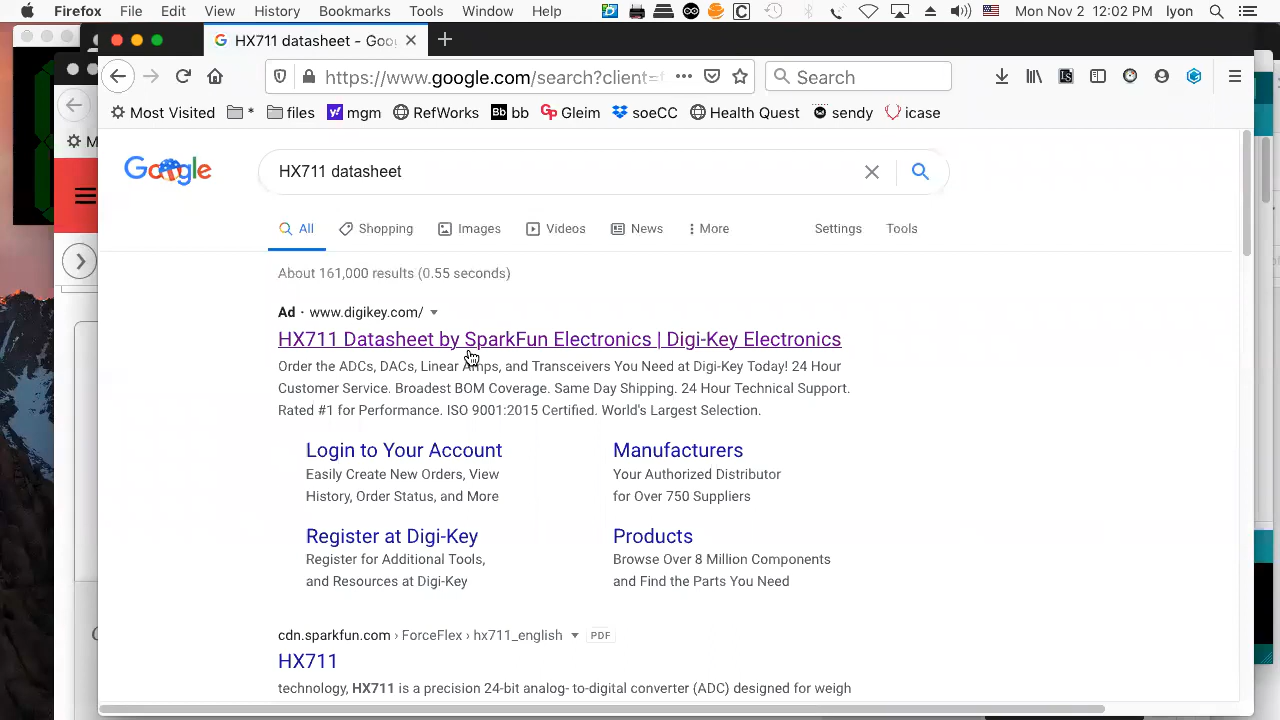 Firefox File Edit View History Bookmarks Tools Window Help Mon Nov 2 12:02 PM lyon
HX711 datasheet - Goo
https://www.google.com/search?client=f
Search
Most Visited * files mgm RefWorks Bb bb Gp Gleim soeCC Health Quest sendy icase
Google
HX711 datasheet
All Shopping Images Videos News More Settings Tools
About 161,000 results (0.55 seconds)
Ad · www.digikey.com/
HX711 Datasheet by SparkFun Electronics | Digi-Key Electronics
Order the ADCs, DACs, Linear Amps, and Transceivers You Need at DigiKey Today! 24 Hour
Customer Service. Broadest BOM Coverage. Same Day Shipping. 24 Hour Technical Support.
Rated #1 for Performance. ISO 9001:2015 Certified. World's Largest Selection.
Login to Your Account
Easily Create New Orders, View
History, Order Status, and More
Manufacturers
Your Authorized Distributor
for Over 750 Suppliers
Register at Digi-Key
Register for Additional Tools,
and Resources at Digi-Key
Products
Browse Over 8 Million Components
and Find the Parts You Need
cdn.sparkfun.com › ForceFlex › hx711_english PDF
HX711
technology, HX711 is a precision 24-bit analog- to-digital converter (ADC) designed for weigh